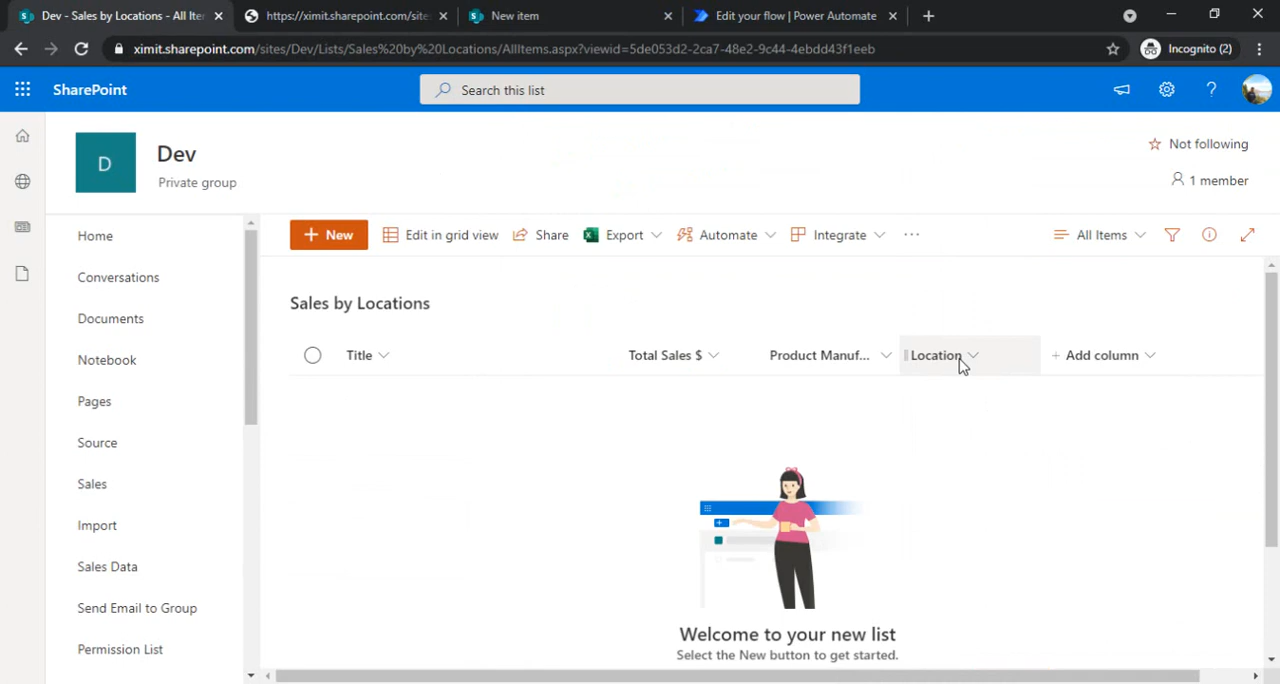 Dev - Sales by Locations - All Iter
https://ximit.sharepoint.com/site
New item
Edit your flow | Power Automate
ximit.sharepoint.com/sites/Dev/Lists/Sales%20by%20Locations/AllItems.aspx?viewid=5de053d2-2ca7-48e2-9c44-4ebdd43f1eeb
Incognito (2)
SharePoint
Search this list
D
Dev
Private group
Not following
1 member
Home
Conversations
Documents
Notebook
Pages
Source
Sales
Import
Sales Data
Send Email to Group
Permission List
+ New
Edit in grid view
Share
Export
Automate
Integrate
...
All Items
Sales by Locations
Title
Total Sales $
Product Manuf...
Location
+ Add column
Welcome to your new list
Select the New button to get started.